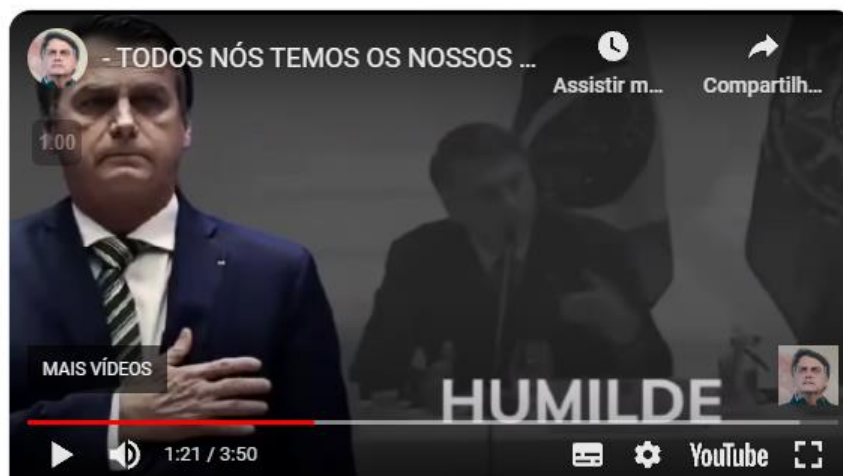 - TODOS NÓS TEMOS OS NOSSOS ...
Assistir m...
Compartilh...
1.00
MAIS VÍDEOS
HUMILDE
1:21 / 3:50
YouTube